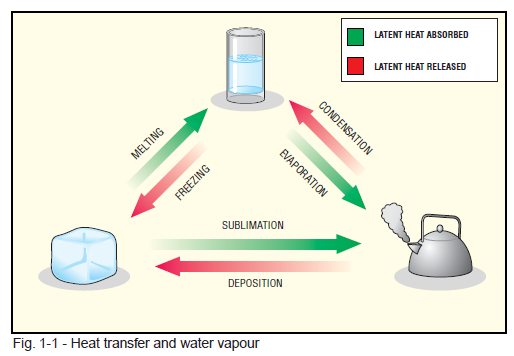 LATENT HEAT ABSORBED
LATENT HEAT RELEASED
MELTING
FREEZING
CONDENSATION
EVAPORATION
SUBLIMATION
DEPOSITION
Fig. 1-1 - Heat transfer and water vapour